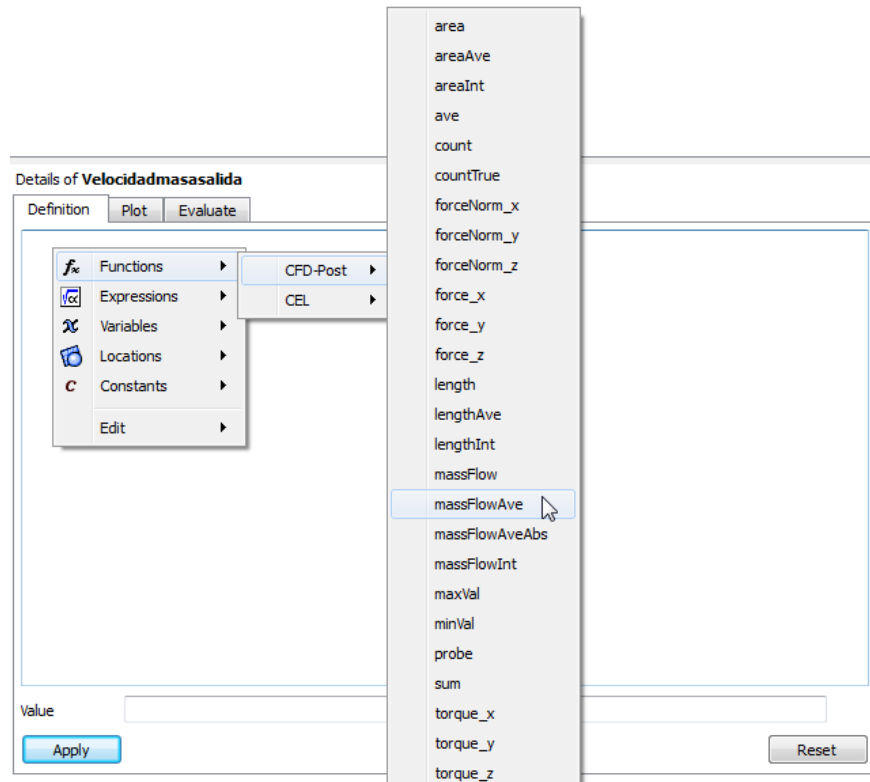 area
areaAve
areaInt
ave
count
countTrue
Details of Velocidadmasasalida
Definition Plot Evaluate
forceNorm_x
forceNorm_y
fx Functions CFD-Post forceNorm_z
√α Expressions CEL force_x
x Variables force_y
Locations force_z
C Constants length
lengthAve
Edit lengthInt
massFlow
massFlowAve
massFlowAveAbs
massFlowInt
maxVal
minVal
probe
sum
Value torque_x
Apply torque_y Reset
torque_z